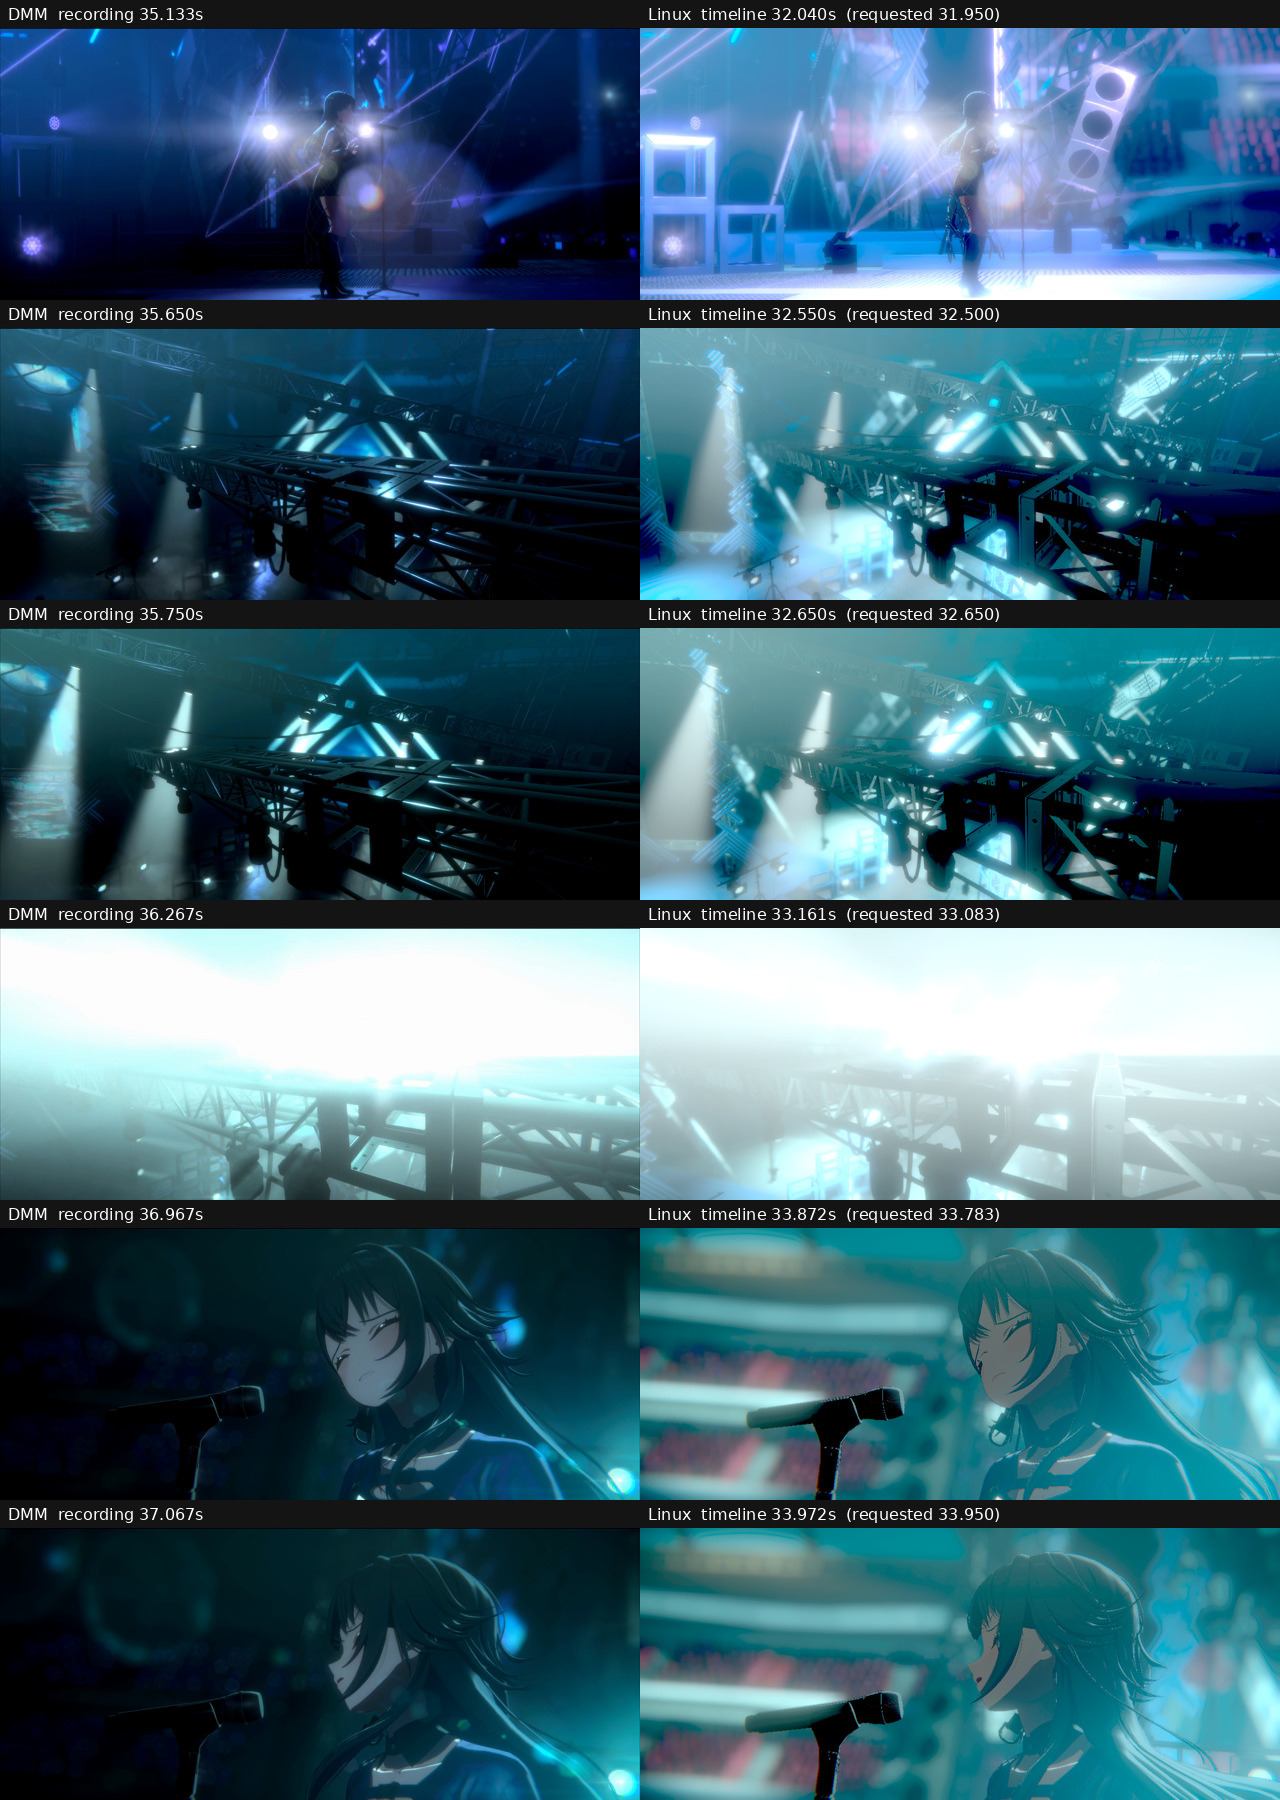 DMM  recording 35.133s
Linux  timeline 32.040s  (requested 31.950)
DMM  recording 35.650s
Linux  timeline 32.550s  (requested 32.500)
DMM  recording 35.750s
Linux  timeline 32.650s  (requested 32.650)
DMM  recording 36.267s
Linux  timeline 33.161s  (requested 33.083)
DMM  recording 36.967s
Linux  timeline 33.872s  (requested 33.783)
DMM  recording 37.067s
Linux  timeline 33.972s  (requested 33.950)